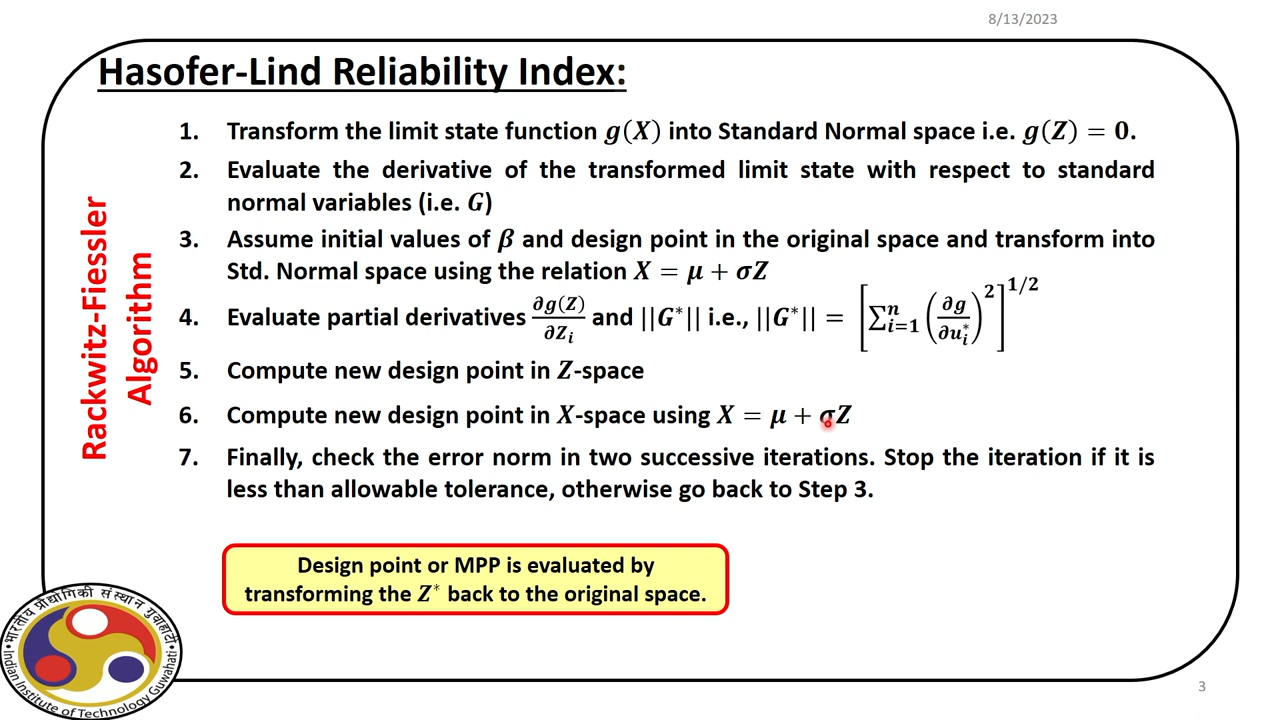 8/13/2023
Hasofer-Lind Reliability Index:
Rackwitz-Fiessler
Algorithm
1. Transform the limit state function g(X) into Standard Normal space i.e. g(Z) = 0.
2. Evaluate the derivative of the transformed limit state with respect to standard
normal variables (i.e. G)
3. Assume initial values of β and design point in the original space and transform into
Std. Normal space using the relation X = μ + σZ
4. Evaluate partial derivatives ∂g(Z)/∂Zᵢ and ||G*|| i.e., ||G*|| = [∑ⁿᵢ₌₁ (∂g/∂uᵢ*)²]^1/2
5. Compute new design point in Z-space
6. Compute new design point in X-space using X = μ + σZ
7. Finally, check the error norm in two successive iterations. Stop the iteration if it is
less than allowable tolerance, otherwise go back to Step 3.
Design point or MPP is evaluated by
transforming the Z* back to the original space.
भारतीय प्रौद्योगिकी संस्थान गुवाहाटी
Indian Institute of Technology Guwahati
3